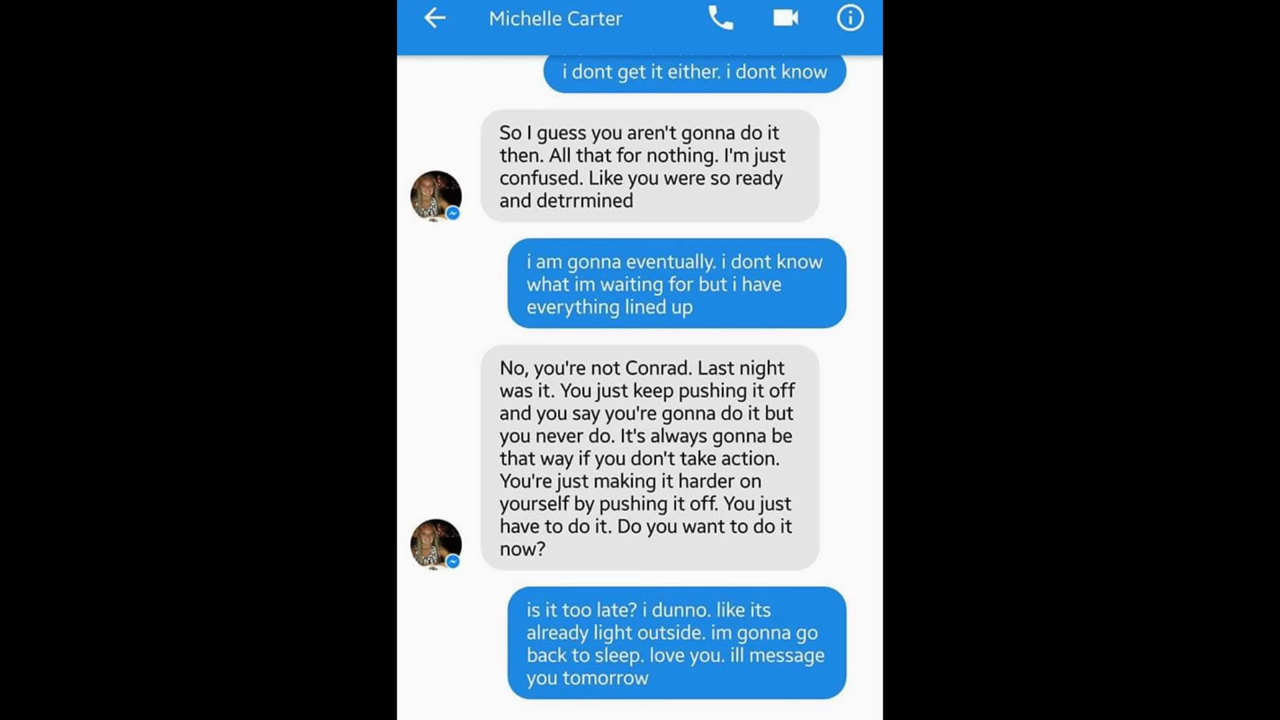 Michelle Carter
i dont get it either. i dont know
So I guess you aren't gonna do it
then. All that for nothing. I'm just
confused. Like you were so ready
and detrrmined
i am gonna eventually. i dont know
what im waiting for but i have
everything lined up
No, you're not Conrad. Last night
was it. You just keep pushing it off
and you say you're gonna do it but
you never do. It's always gonna be
that way if you don't take action.
You're just making it harder on
yourself by pushing it off. You just
have to do it. Do you want to do it
now?
is it too late? i dunno. like its
already light outside. im gonna go
back to sleep. love you. ill message
you tomorrow